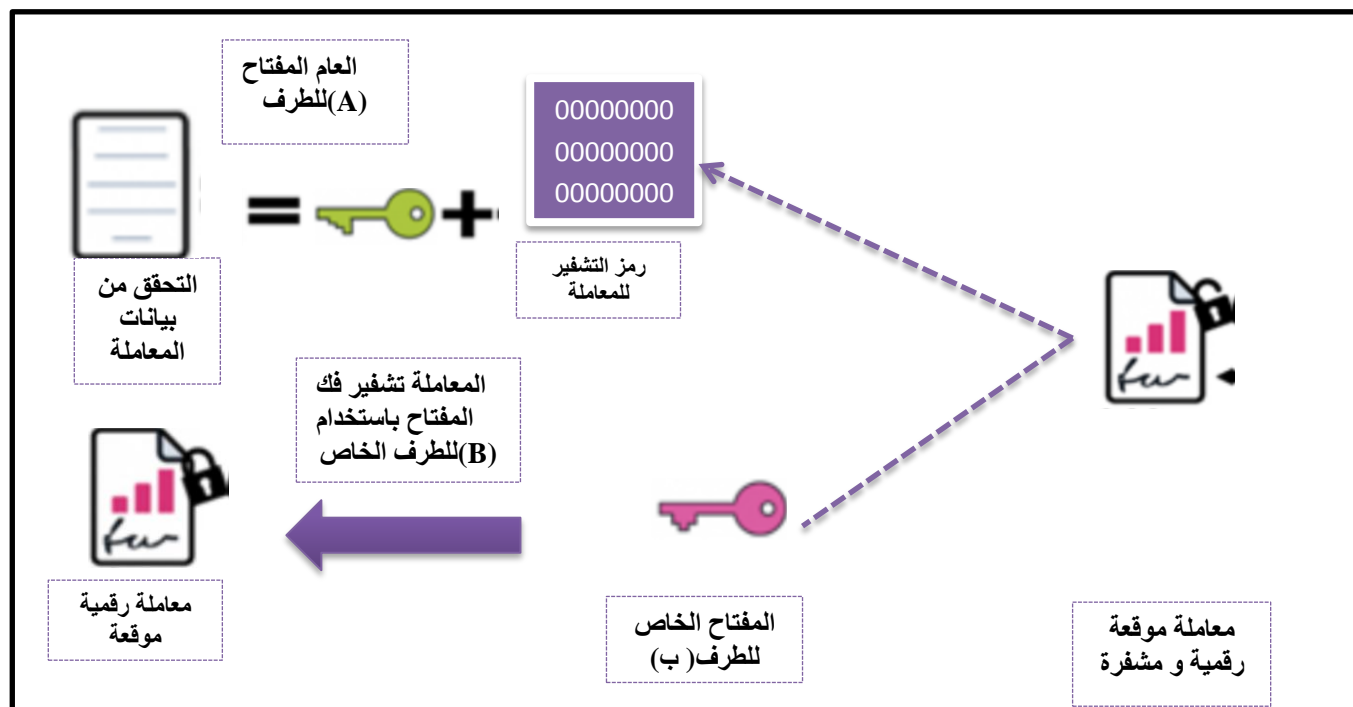 العام المفتاح
(A)للطرف
00000000
00000000
00000000
رمز التشفير
للمعاملة
التحقق من
بيانات
المعاملة
المعاملة تشفير فك
المفتاح باستخدام
(B)للطرف الخاص
معاملة رقمية
موقعة
المفتاح الخاص
للطرف( ب)
معاملة موقعة
رقمية و مشفرة